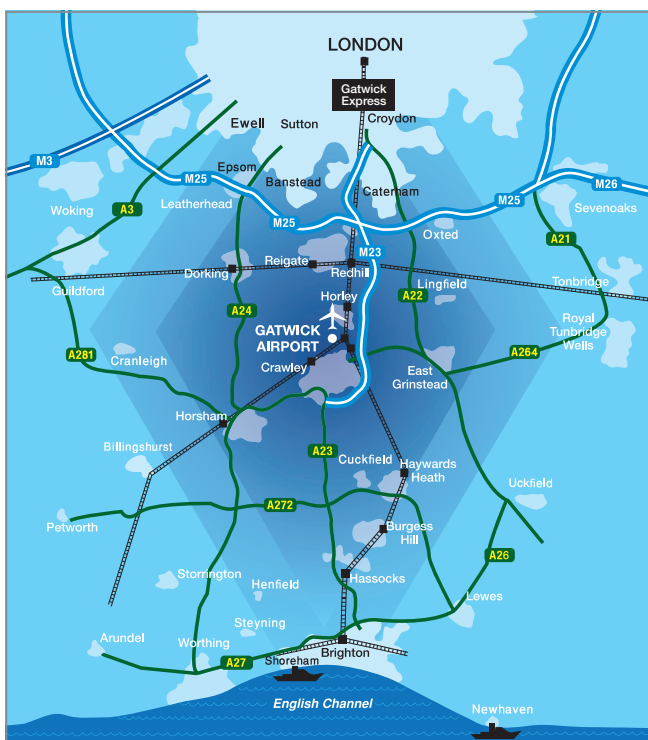 LONDON
Gatwick
Express
Croydon
Ewell
Sutton
M3
Epsom
M25
Banstead
Caterham
M25
M26
Leatherhead
Woking
A3
Sevenoaks
M25
Oxted
A21
M23
Reigate
Redhill
Dorking
Guildford
Tonbridge
Lingfield
A22
Horley
A24
GATWICK
AIRPORT
Royal
Tunbridge
Wells
A281
Cranleigh
A264
Crawley
East
Grinstead
Horsham
Billingshurst
A23
Cuckfield
Haywards
Heath
Uckfield
A272
Petworth
Burgess
Hill
A26
Storrington
Henfield
Hassocks
Lewes
Steyning
Arundel
Worthing
Brighton
A27
Shoreham
English Channel
Newhaven